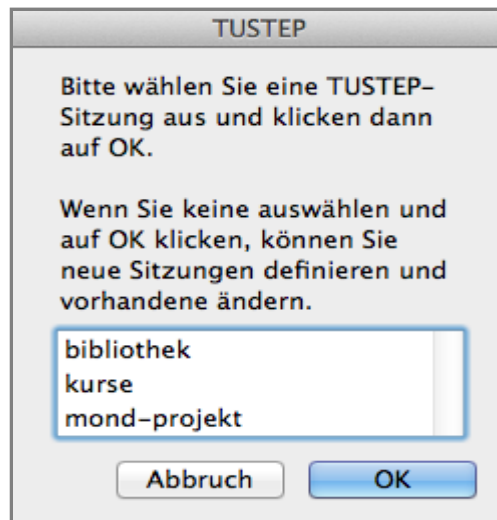 TUSTEP
Bitte wählen Sie eine TUSTEP-
Sitzung aus und klicken dann
auf OK.
Wenn Sie keine auswählen und
auf OK klicken, können Sie
neue Sitzungen definieren und
vorhandene ändern.
bibliothek
kurse
mond-projekt
Abbruch OK